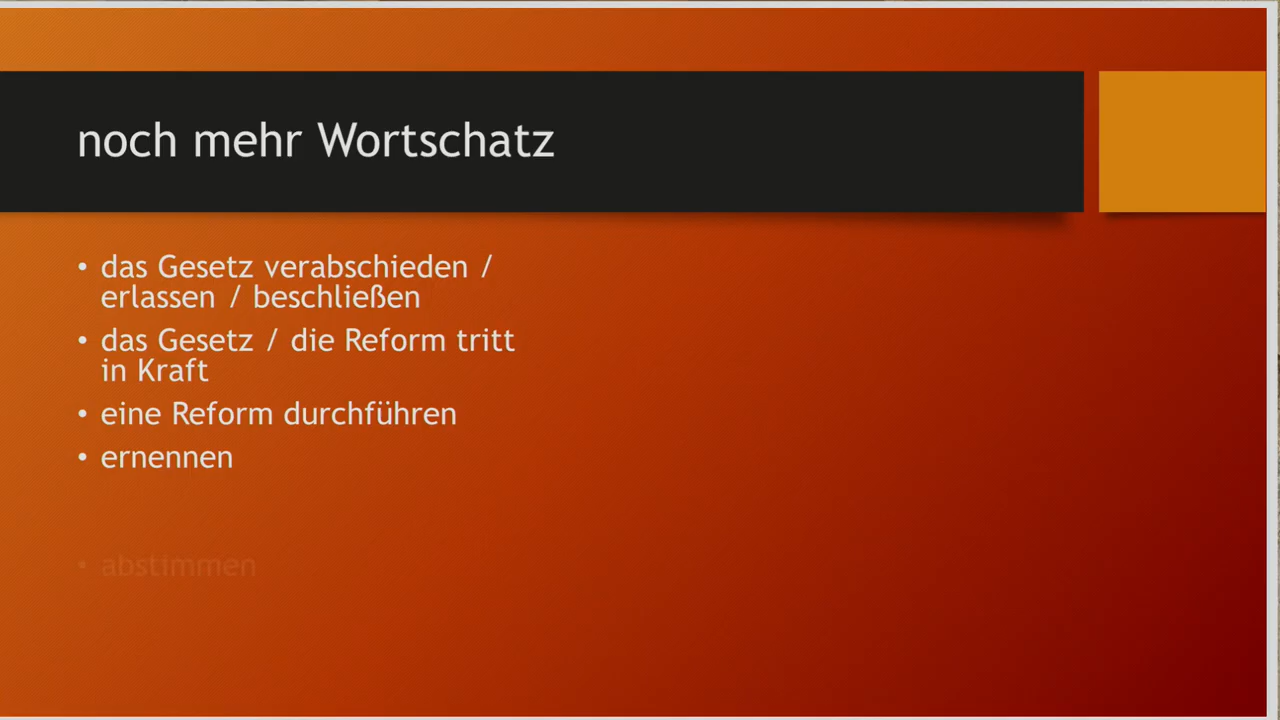 noch mehr Wortschatz
• das Gesetz verabschieden /
erlassen / beschließen
• das Gesetz / die Reform tritt
in Kraft
• eine Reform durchführen
• ernennen
• abstimmen